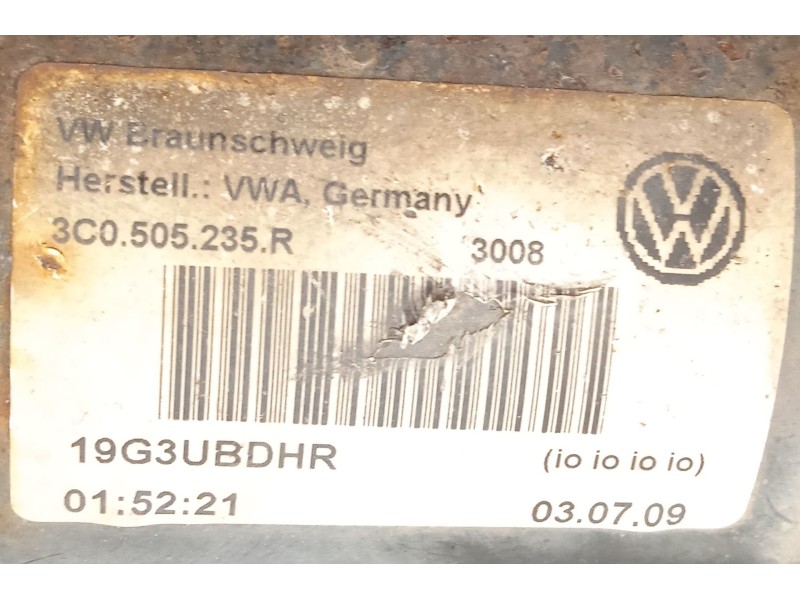 VW Braunschweig
Herstell.: VWA, Germany
3C0.505.235.R 3008
19G3UBDHR (io io io io)
01:52:21 03.07.09